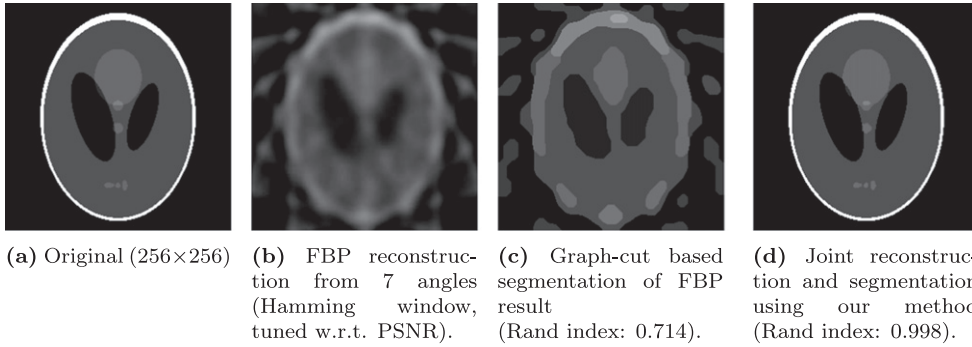 (a) Original (256×256)
(b) FBP reconstruc-
tion from 7 angles
(Hamming window,
tuned w.r.t. PSNR).
(c) Graph-cut based
segmentation of FBP
result
(Rand index: 0.714).
(d) Joint reconstruc-
tion and segmentation
using our method
(Rand index: 0.998).